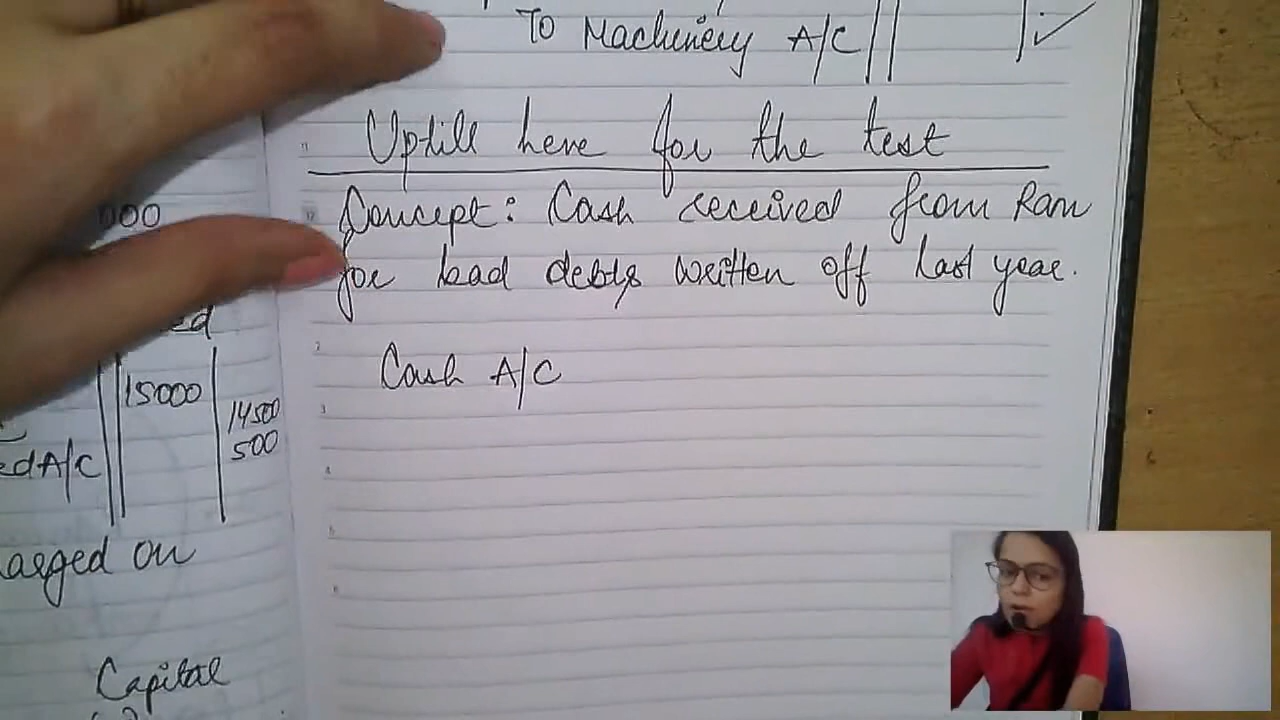 To Machinery A/C
Uptill here for the test
Concept: Cash received from Ram
for bad debts written off last year.
Cash A/C
000
15000
14500
500
edA/C
arged on
Capital